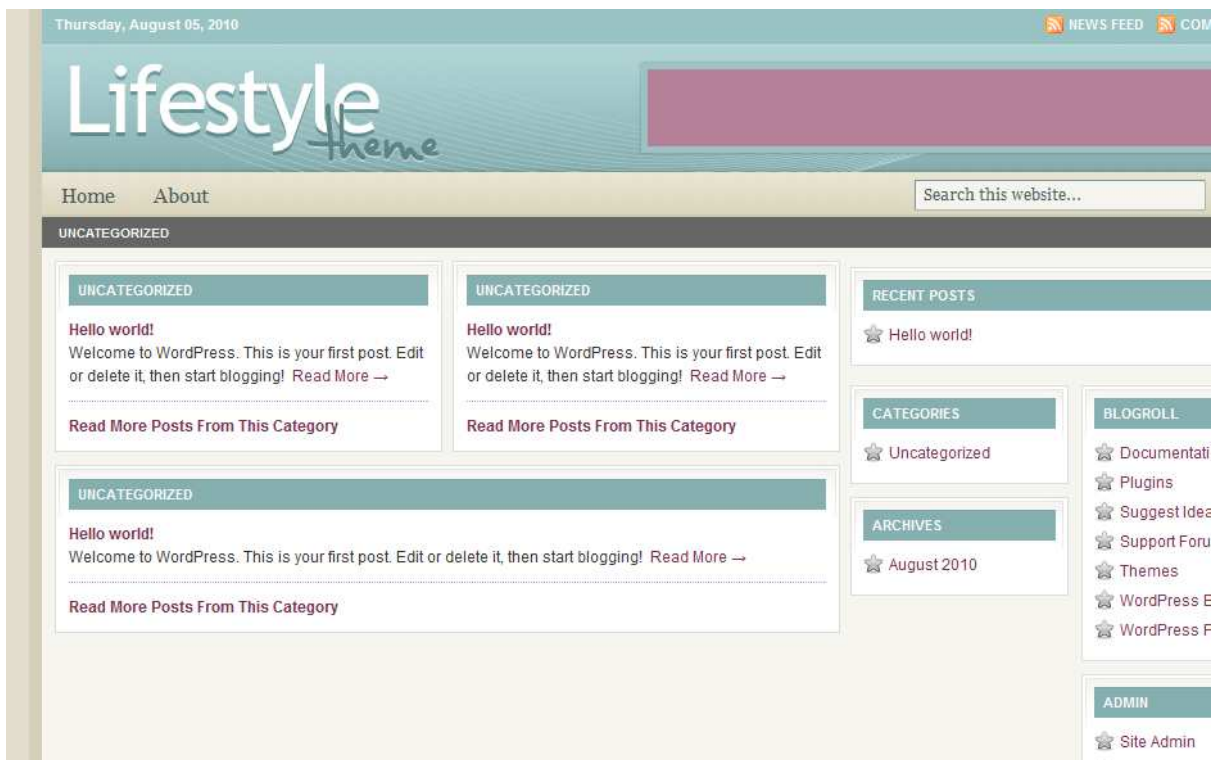 Thursday, August 05, 2010
NEWS FEED
Lifestyle
theme
Home
About
Search this website...
UNCATEGORIZED
UNCATEGORIZED
Hello world!
Welcome to WordPress. This is your first post. Edit
or delete it, then start blogging! Read More →
Read More Posts From This Category
UNCATEGORIZED
Hello world!
Welcome to WordPress. This is your first post. Edit
or delete it, then start blogging! Read More →
Read More Posts From This Category
UNCATEGORIZED
Hello world!
Welcome to WordPress. This is your first post. Edit or delete it, then start blogging! Read More →
Read More Posts From This Category
RECENT POSTS
Hello world!
CATEGORIES
Uncategorized
ARCHIVES
August 2010
BLOGROLL
Plugins
Suggest
Support
Themes
WordPress
WordPress
ADMIN
Site Admin